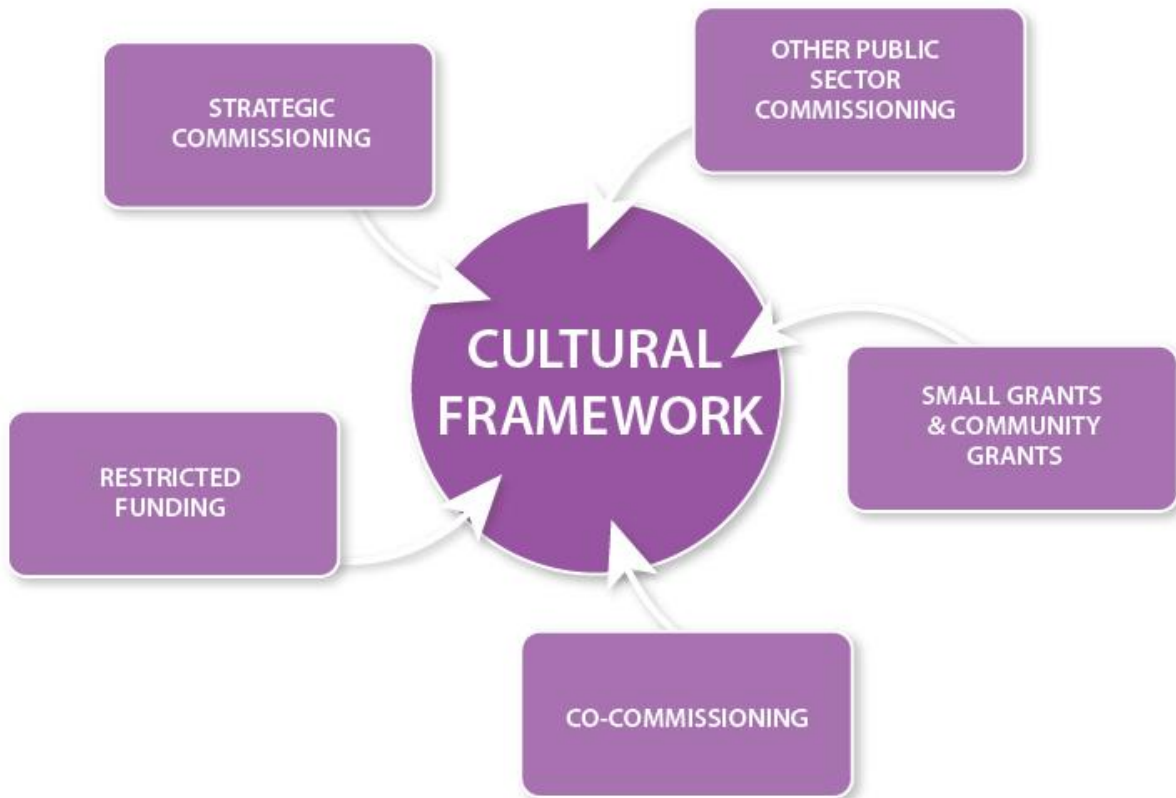 STRATEGIC
COMMISSIONING
OTHER PUBLIC
SECTOR
COMMISSIONING
CULTURAL
FRAMEWORK
SMALL GRANTS
& COMMUNITY
GRANTS
RESTRICTED
FUNDING
CO-COMMISSIONING